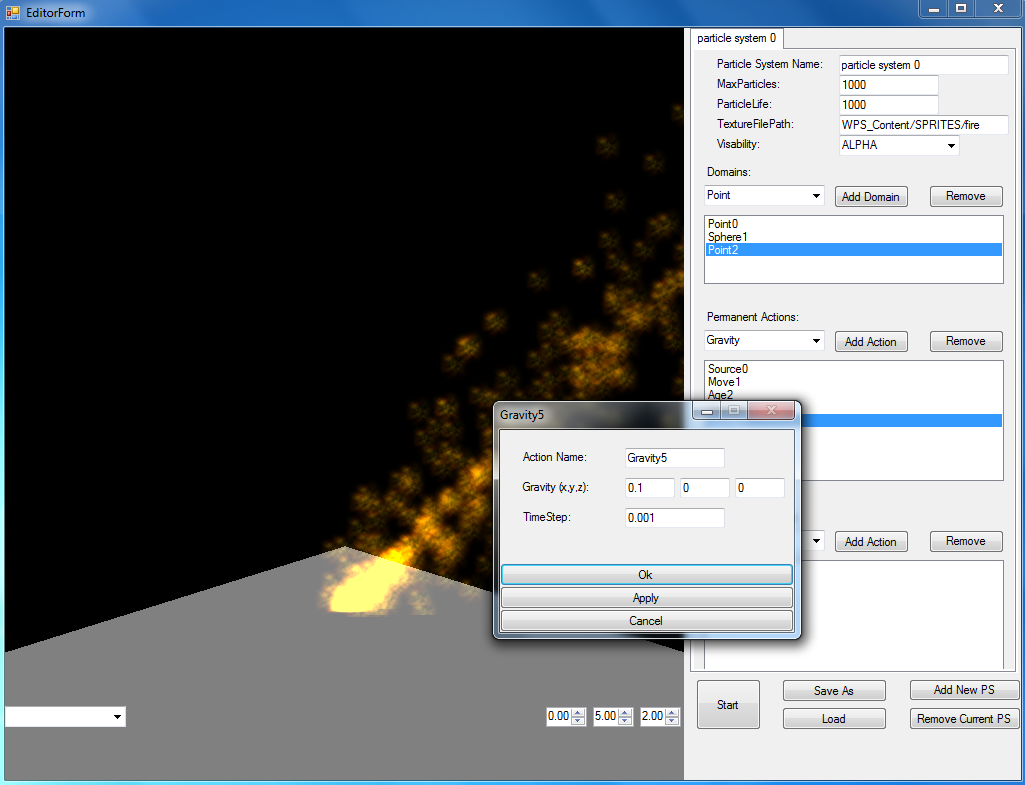 EditorForm
particle system 0
Particle System Name: particle system 0
MaxParticles: 1000
ParticleLife: 1000
TextureFilePath: WPS_Content/SPRITES/fire
Visability: ALPHA
Domains:
Point Add Domain Remove
Point0
Sphere1
Point2
Permanent Actions:
Gravity Add Action Remove
Source0
Move1
Age2
Gravity5
Action Name: Gravity5
Gravity (x,y,z): 0.1 0 0
TimeStep: 0.001
Ok
Apply
Cancel
Add Action Remove
0.00 5.00 2.00
Start Save As Add New PS
Load Remove Current PS